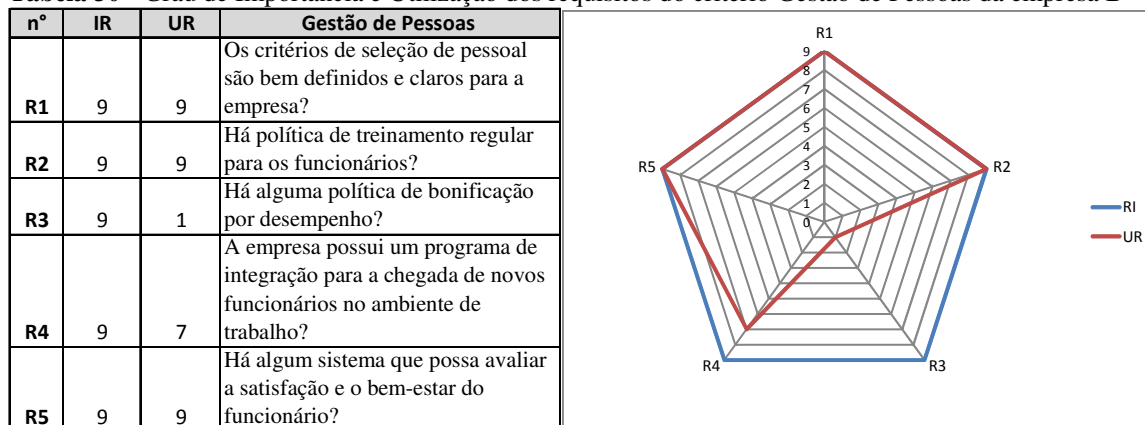 Tabela 30 – Grau de Importância e Utilização dos requisitos do critério Gestão de Pessoas da empresa B
n° IR UR Gestão de Pessoas
Os critérios de seleção de pessoal
são bem definidos e claros para a
R1 9 9 empresa?
Há política de treinamento regular
R2 9 9 para os funcionários?
Há alguma política de bonificação
R3 9 1 por desempenho?
A empresa possui um programa de
integração para a chegada de novos
funcionários no ambiente de
R4 9 7 trabalho?
Há algum sistema que possa avaliar
a satisfação e o bem-estar do
R5 9 9 funcionário?
R1
9
8
7
6
5
4
3
2
1
0
R5
R2
R4
R3
RI
UR